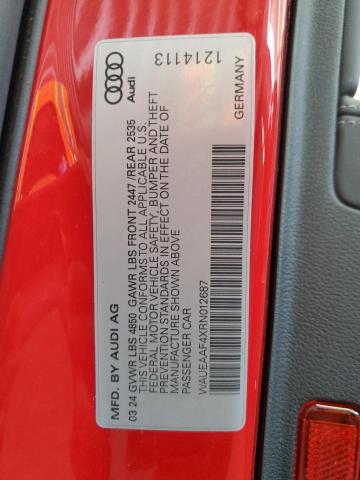 MFD. BY AUDI AG
03 24 GVWR LBS 4850 GAWR LBS FRONT 2447 /REAR 2535
THIS VEHICLE CONFORMS TO ALL APPLICABLE U.S.
FEDERAL MOTOR VEHICLE SAFETY, BUMPER AND THEFT
PREVENTION STANDARDS IN EFFECT ON THE DATE OF
MANUFACTURE SHOWN ABOVE
PASSENGER CAR
WAUEAAF4XRN012687
GERMANY
Audi
1214113